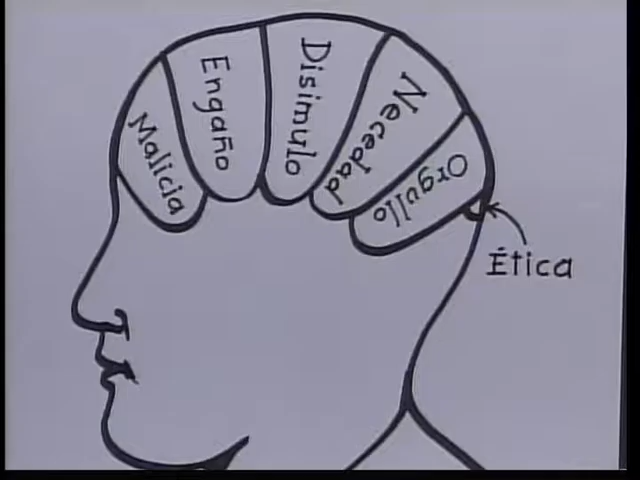 Malicia
Engaño
Disimulo
Necedad
Orgullo
Ética